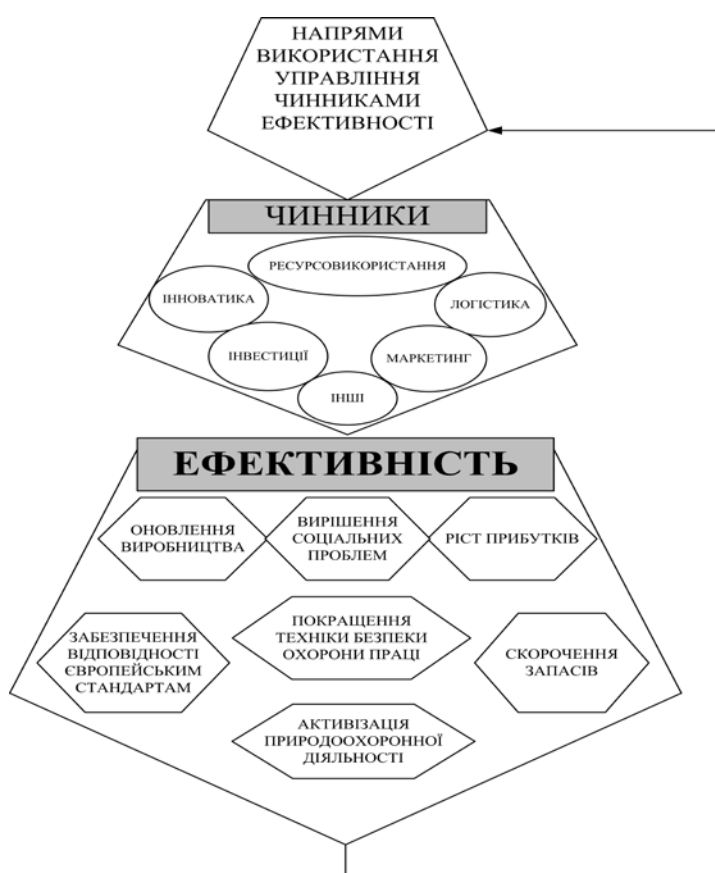 НАПРЯМИ
ВИКОРИСТАННЯ
УПРАВЛІННЯ
ЧИННИКАМИ
ЕФЕКТИВНОСТІ
ЧИННИКИ
РЕСУРСОВИКОРИСТАННЯ
ІННОВАТИКА
ЛОГІСТИКА
ІНВЕСТИЦІЇ
МАРКЕТИНГ
ІНШІ
ЕФЕКТИВНІСТЬ
ОНОВЛЕННЯ
ВИРОБНИЦТВА
ВИРІШЕННЯ
СОЦІАЛЬНИХ
ПРОБЛЕМ
РІСТ ПРИБУТКІВ
ЗАБЕЗПЕЧЕННЯ
ВІДПОВІДНОСТІ
ЄВРОПЕЙСЬКИМ
СТАНДАРТАМ
ПОКРАЩЕННЯ
ТЕХНІКИ БЕЗПЕКИ
ОХОРОНИ ПРАЦІ
СКОРОЧЕННЯ
ЗАПАСІВ
АКТИВІЗАЦІЯ
ПРИРОДООХОРОННОЇ
ДІЯЛЬНОСТІ